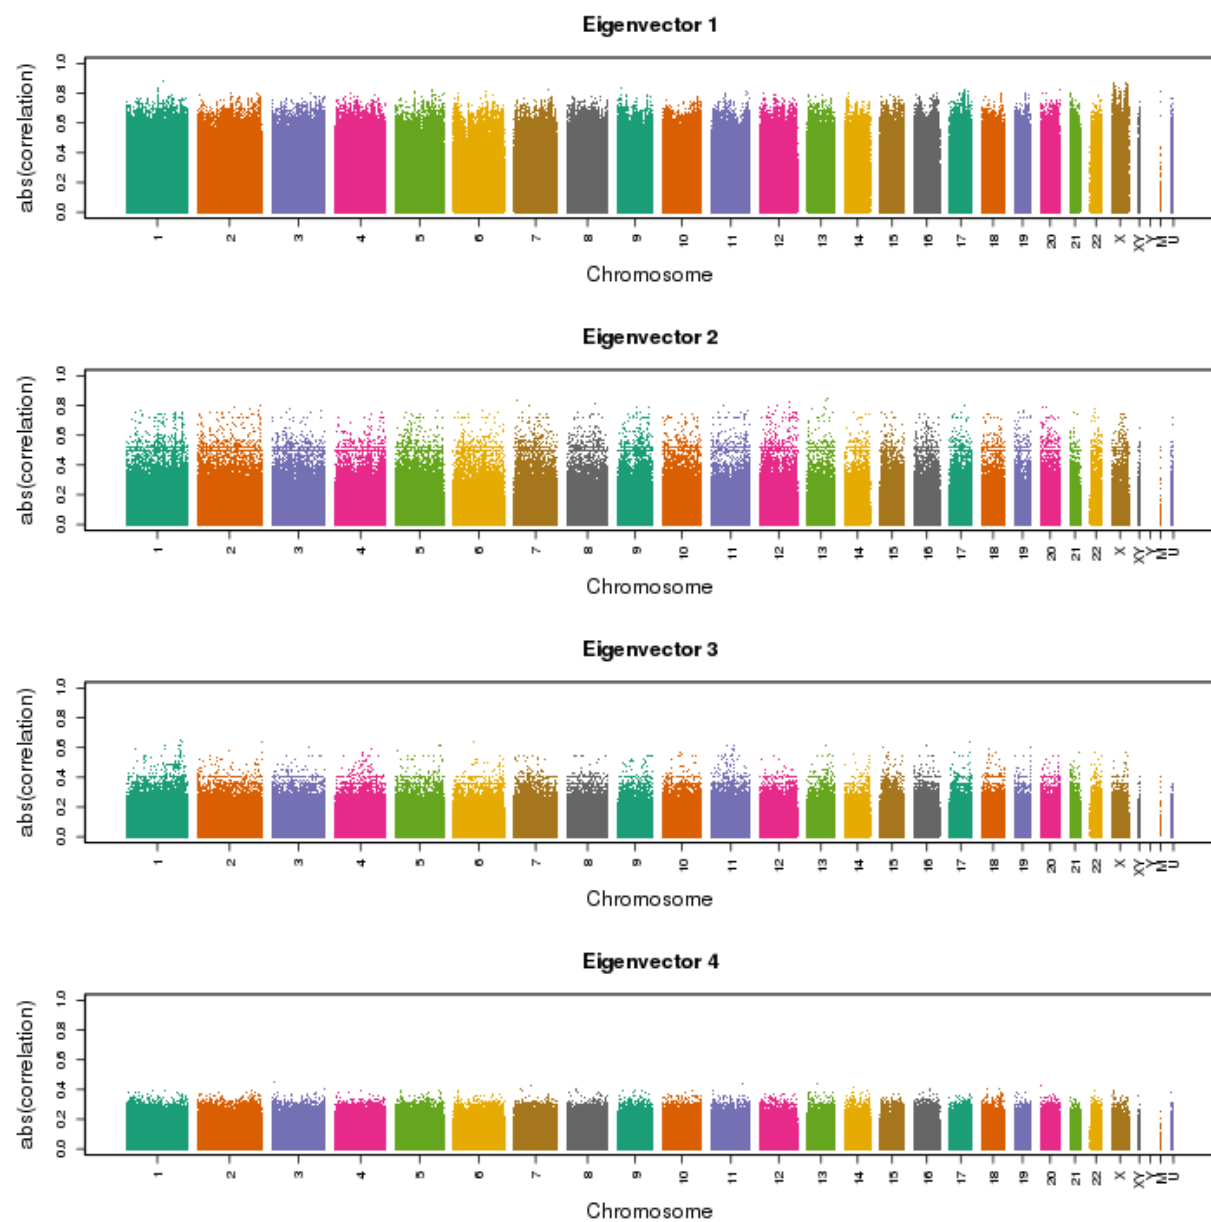 Eigenvector 1
abs(correlation)
0.0 0.2 0.4 0.6 0.8 1.0
1 2 3 4 5 6 7 8 9 10 11 12 13 14 15 16 17 18 19 20 21 22 X XY Y M U
Chromosome
Eigenvector 2
abs(correlation)
0.0 0.2 0.4 0.6 0.8 1.0
1 2 3 4 5 6 7 8 9 10 11 12 13 14 15 16 17 18 19 20 21 22 X XY Y M U
Chromosome
Eigenvector 3
abs(correlation)
0.0 0.2 0.4 0.6 0.8 1.0
1 2 3 4 5 6 7 8 9 10 11 12 13 14 15 16 17 18 19 20 21 22 X XY Y M U
Chromosome
Eigenvector 4
abs(correlation)
0.0 0.2 0.4 0.6 0.8 1.0
1 2 3 4 5 6 7 8 9 10 11 12 13 14 15 16 17 18 19 20 21 22 X XY Y M U
Chromosome